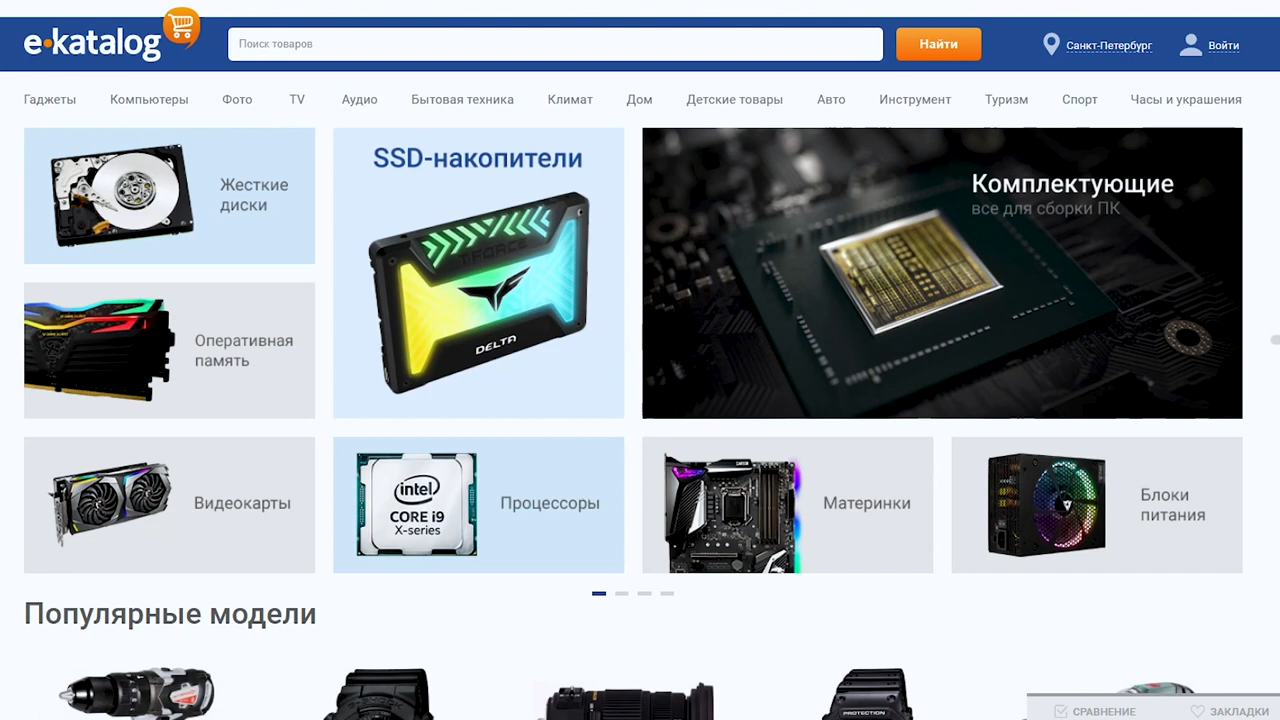 e-katalog
Поиск товаров
Найти
Санкт-Петербург
Войти
Гаджеты
Компьютеры
Фото
TV
Аудио
Бытовая техника
Климат
Дом
Детские товары
Авто
Инструмент
Туризм
Спорт
Часы и украшения
Жесткие
диски
SSD-накопители
T-FORCE
DELTA
Комплектующие
все для сборки ПК
Оперативная
память
Видеокарты
intel
CORE i9
X-series
Процессоры
Материнки
Блоки
питания
Популярные модели
PROTECTION
СРАВНЕНИЕ
ЗАКЛАДКИ